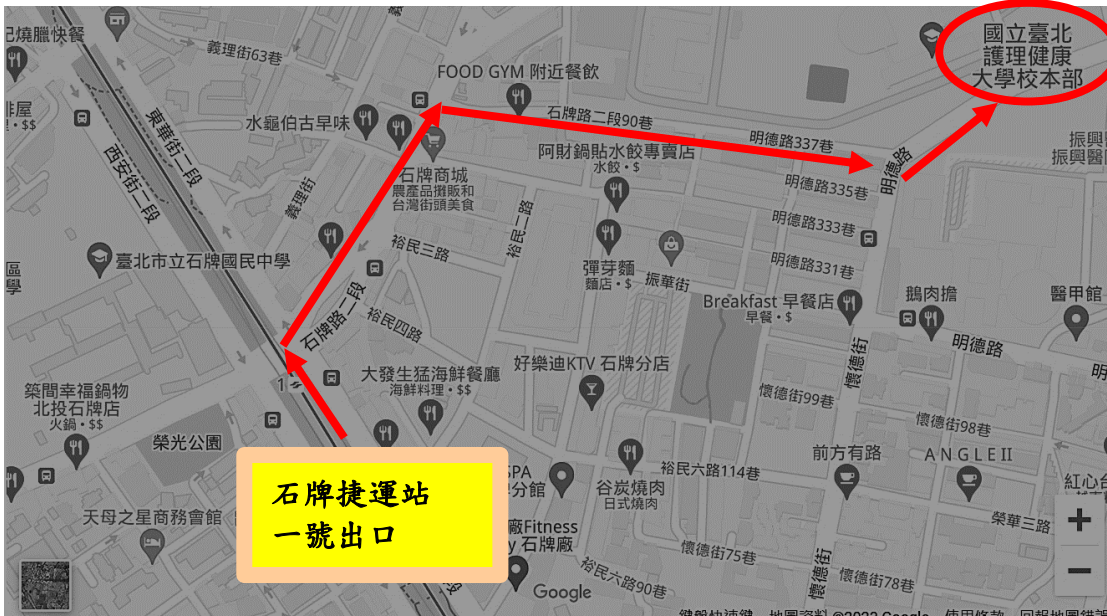 記燒臘快餐
義理街63巷
國立臺北
護理健康
大學校本部
FOOD GYM 附近餐飲
石牌路二段90巷
水龜伯古早味
明德路337巷
東華街二段
西安街二段
石牌商城
農產品攤販和
台灣街頭美食
阿財鍋貼水餃專賣店
水餃・$
明德路335巷
明德路
義理街
裕民二路
明德路333巷
裕民三路
臺北市立石牌國民中學
彈芽麵
麵店・$
振華街
明德路331巷
石牌路二段
裕民四路
Breakfast 早餐店
早餐・$
鵝肉擔
醫甲館
明德路
好樂迪KTV 石牌分店
大發生猛海鮮餐廳
海鮮料理・$$
懷德街
懷德街99巷
築間幸福鍋物
北投石牌店
火鍋・$$
榮光公園
懷德街98巷
前方有路
ANGLE II
裕民六路114巷
谷炭燒肉
日式燒肉
石牌捷運站
一號出口
天母之星商務會館
榮華三路
Fitness
石牌廠
懷德街75巷
裕民六路90巷
懷德街
懷德街78巷
Google